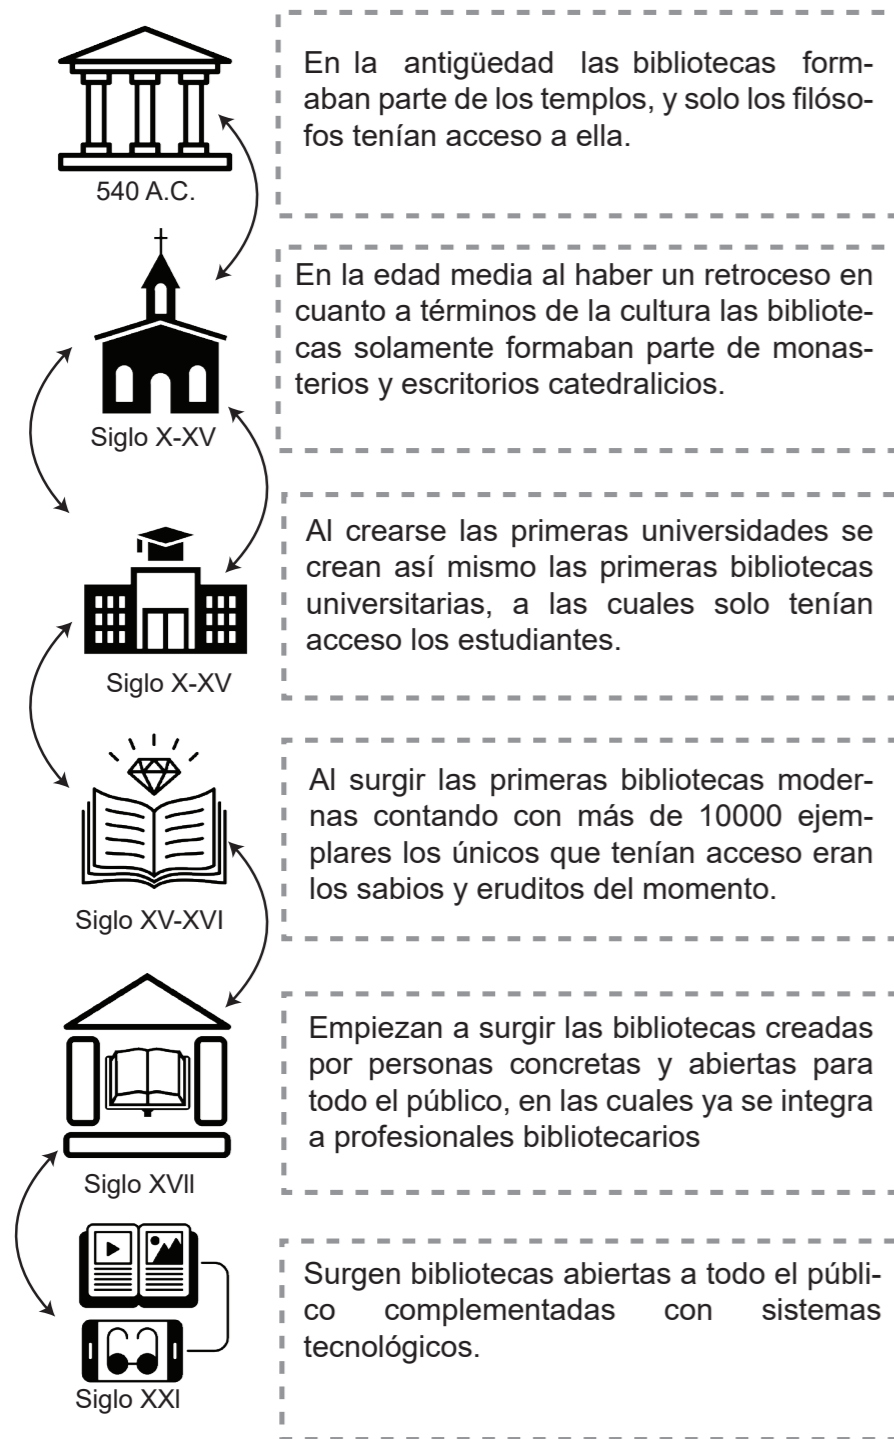 En la antigüedad las bibliotecas form-
aban parte de los templos, y solo los filóso-
fos tenían acceso a ella.
540 A.C.
En la edad media al haber un retroceso en
cuanto a términos de la cultura las bibliote-
cas solamente formaban parte de monas-
terios y escritorios catedralicios.
Siglo X-XV
Al crearse las primeras universidades se
crean así mismo las primeras bibliotecas
universitarias, a las cuales solo tenían
acceso los estudiantes.
Siglo X-XV
Al surgir las primeras bibliotecas moder-
nas contando con más de 10000 ejem-
plares los únicos que tenían acceso eran
los sabios y eruditos del momento.
Siglo XV-XVI
Empiezan a surgir las bibliotecas creadas
por personas concretas y abiertas para
todo el público, en las cuales ya se integra
a profesionales bibliotecarios
Siglo XVII
Surgen bibliotecas abiertas a todo el públi-
co complementadas con sistemas
tecnológicos.
Siglo XXI